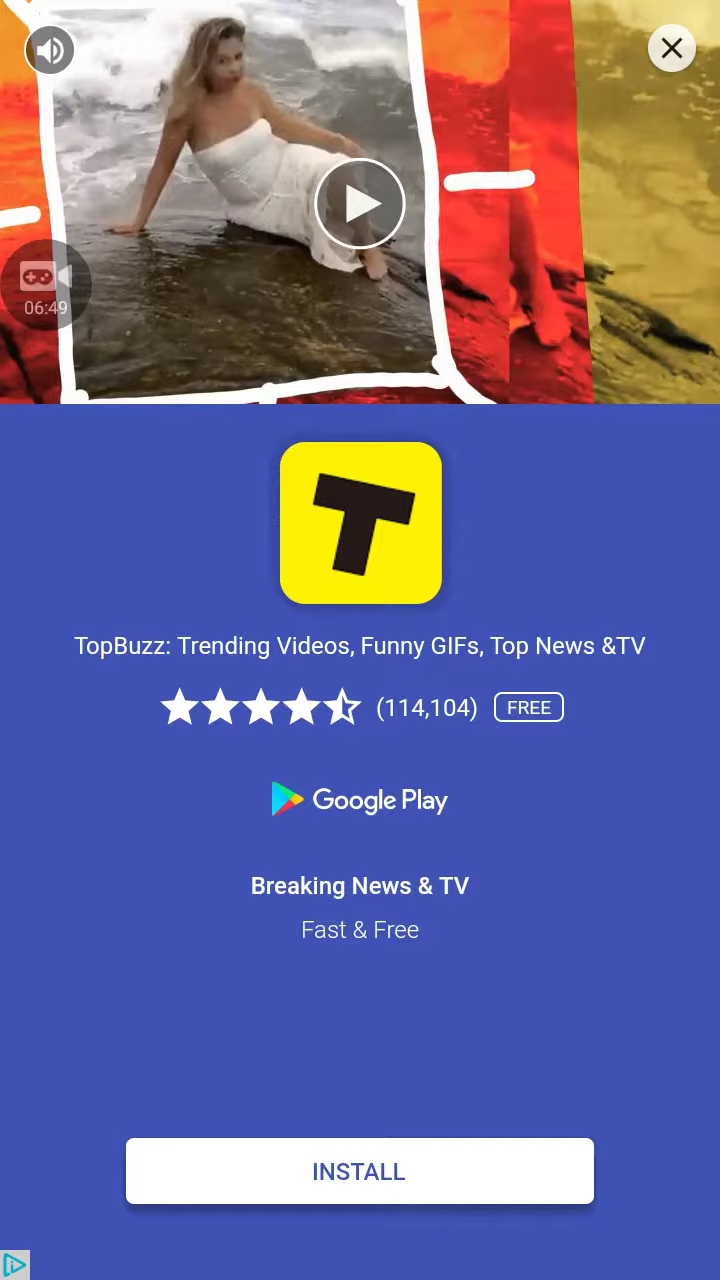 06:49
T
TopBuzz: Trending Videos, Funny GIFs, Top News &TV
(114,104) FREE
Google Play
Breaking News & TV
Fast & Free
INSTALL